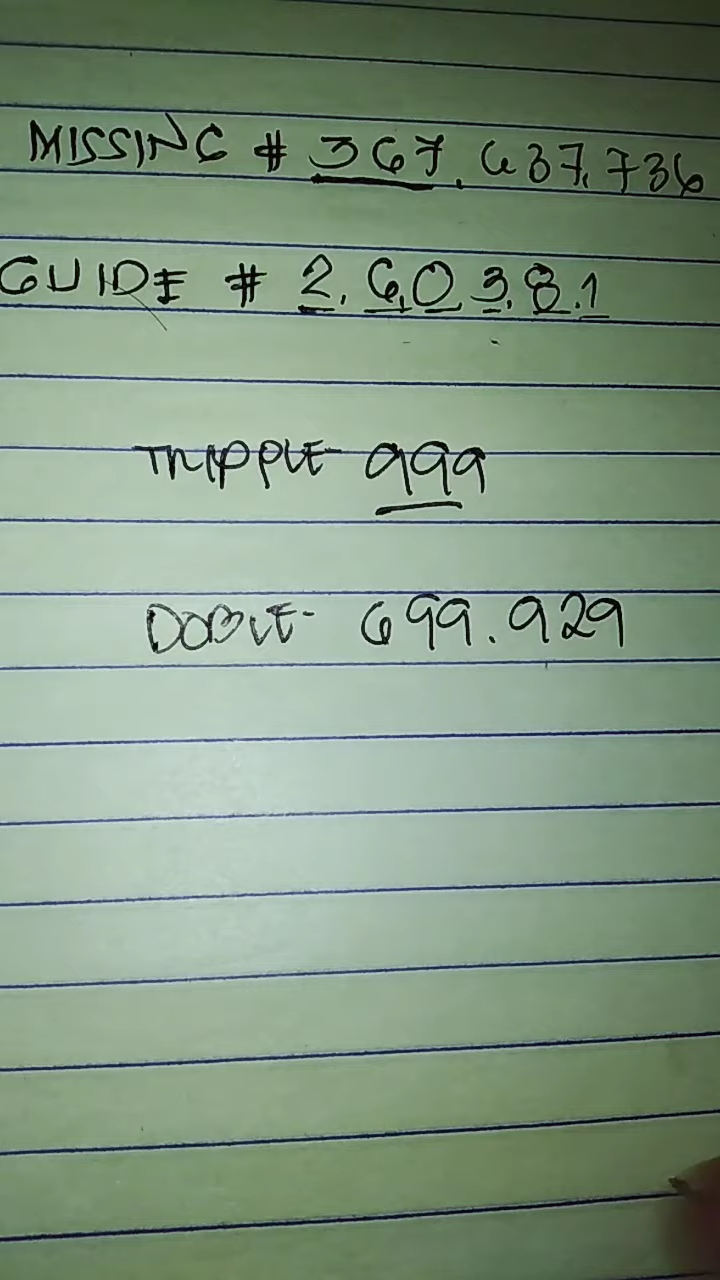 MISSING # 367. 637. 736
GUIDE # 2. 6. 0. 3. 8. 1
TRIPPLE- 999
DOBLE- 699. 929